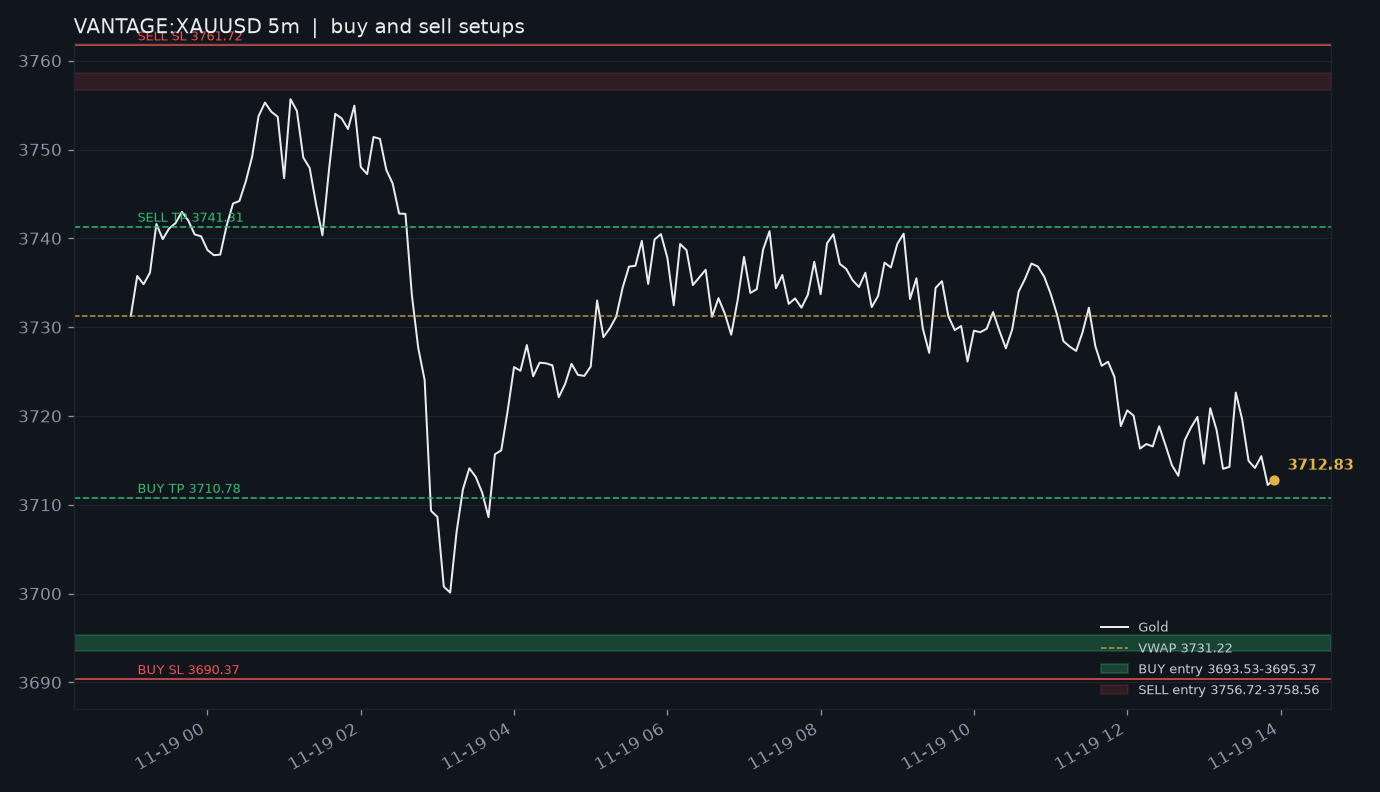 VANTAGE:XAUUSD 5m | buy and sell setups
SELL SL 3761.72
3760
3750
SELL TP 3741.31
3740
3730
3720
3712.83
BUY TP 3710.78
3710
3700
Gold
VWAP 3731.22
BUY entry 3693.53-3695.37
BUY SL 3690.37
3690
SELL entry 3756.72-3758.56
11-19 00
11-19 02
11-19 04
11-19 06
11-19 08
11-19 10
11-19 12
11-19 14